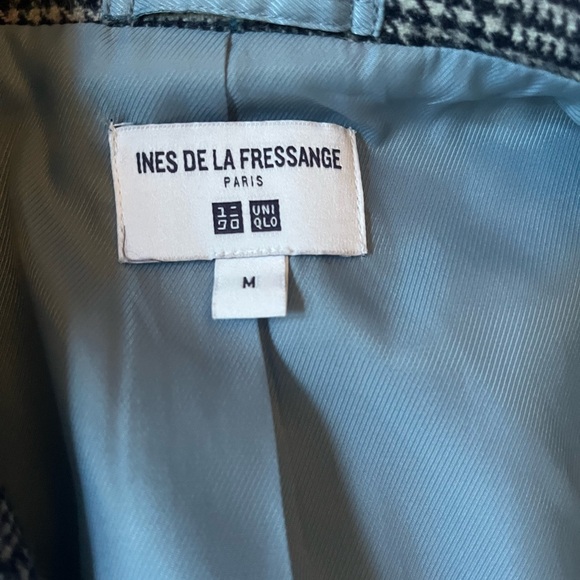 INES DE LA FRESSANGE
PARIS
ユニ UNI
クロ QLO
M